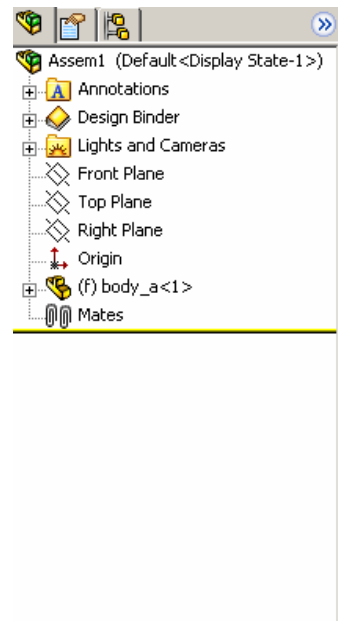 Assem1 (Default<Display State-1>)
A Annotations
Design Binder
Lights and Cameras
Front Plane
Top Plane
Right Plane
Origin
(f) body_a<1>
Mates